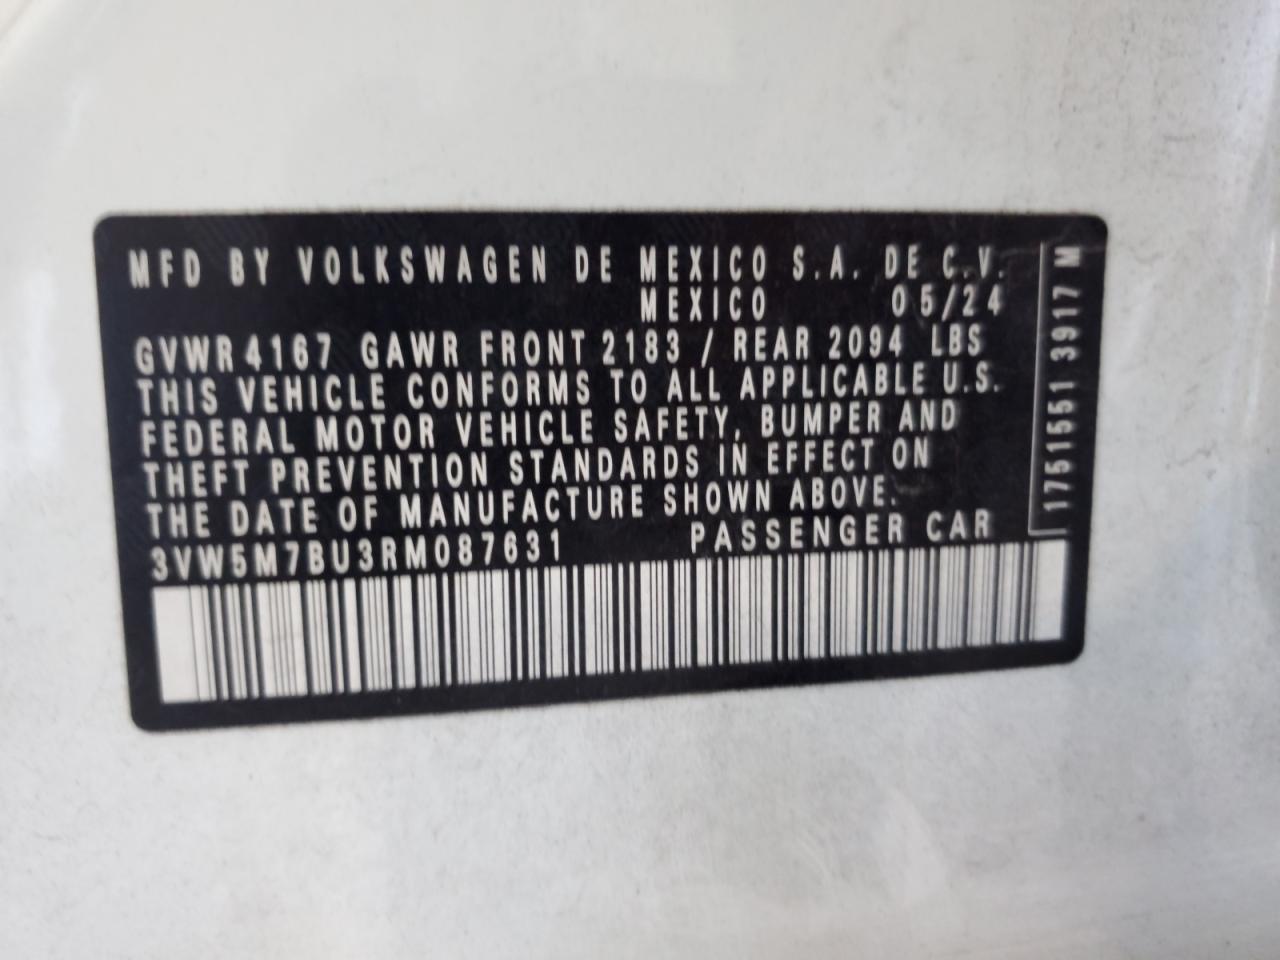 MFD BY VOLKSWAGEN DE MEXICO S.A. DE C.V.
MEXICO 05/24
GVWR 4167 GAWR FRONT 2183 / REAR 2094 LBS
THIS VEHICLE CONFORMS TO ALL APPLICABLE U.S.
FEDERAL MOTOR VEHICLE SAFETY, BUMPER AND
THEFT PREVENTION STANDARDS IN EFFECT ON
THE DATE OF MANUFACTURE SHOWN ABOVE.
3VW5M7BU3RM087631 PASSENGER CAR
1751551 3917 M